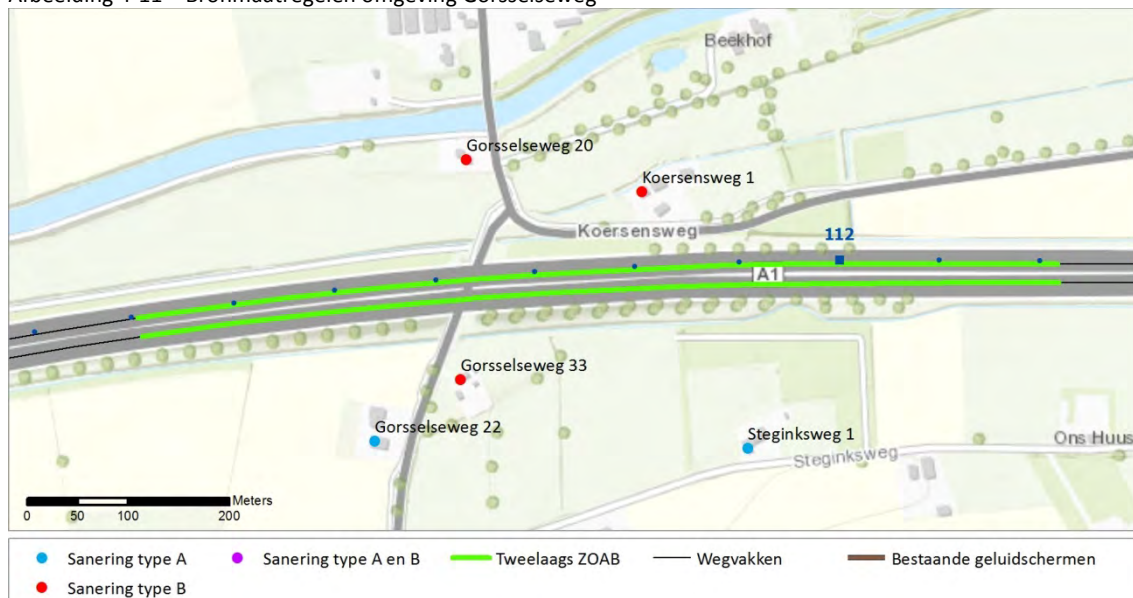 Afbeelding 4-11 Bronmaatregelen omgeving Gorsselseweg
Beekhof
Gorsselseweg 20
Koersensweg 1
Koersensweg
112
A1
Gorsselseweg 33
Gorsselseweg 22
Steginksweg 1
Steginksweg
Ons Huus
Meters
0 50 100 200
Sanering type A
Sanering type A en B
Tweelaags ZOAB
Wegvakken
Bestaande geluidschermen
Sanering type B